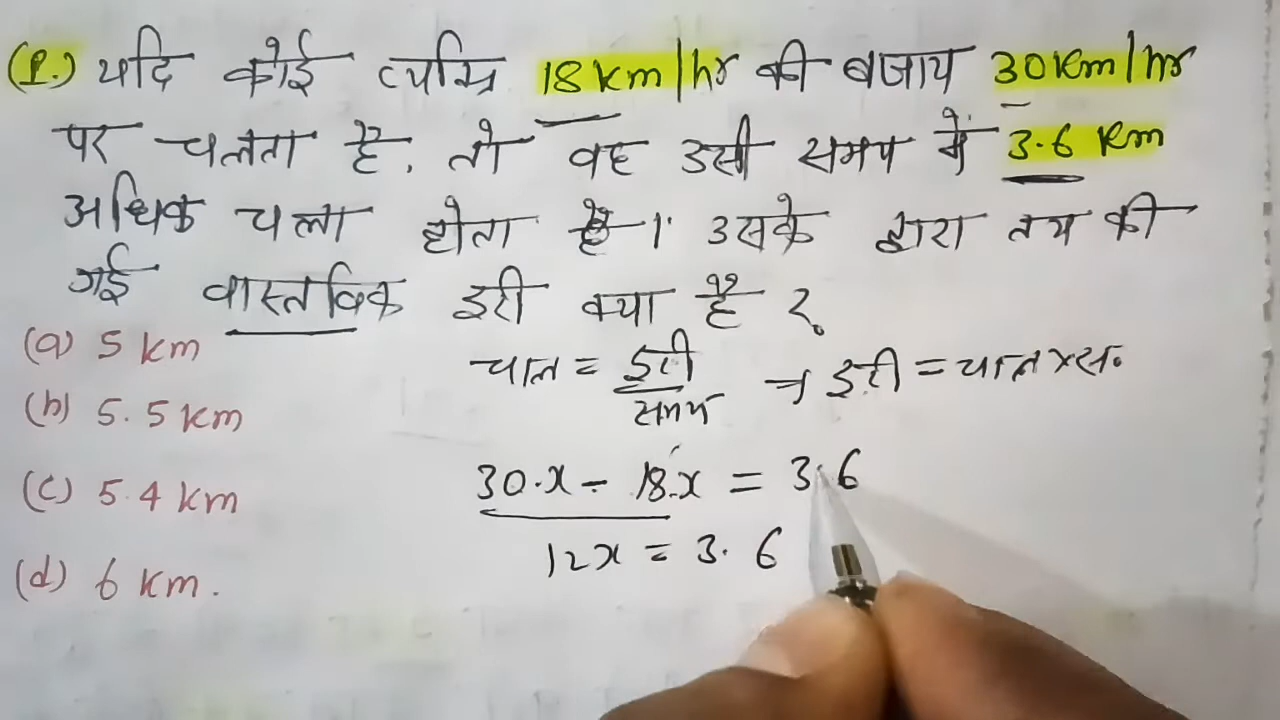 (1.) यदि कोई व्यक्ति 18 km/hr की बजाय 30 km/hr
पर चलता है, तो वह उसी समय में 3.6 km
अधिक चला होता है। उसके द्वारा तय की
गई वास्तविक दूरी क्या है ?
(a) 5 km
(b) 5.5 km
(c) 5.4 km
(d) 6 km.
चाल = दूरी/समय → दूरी = चाल × स०
30.x - 18.x = 3.6
12x = 3.6